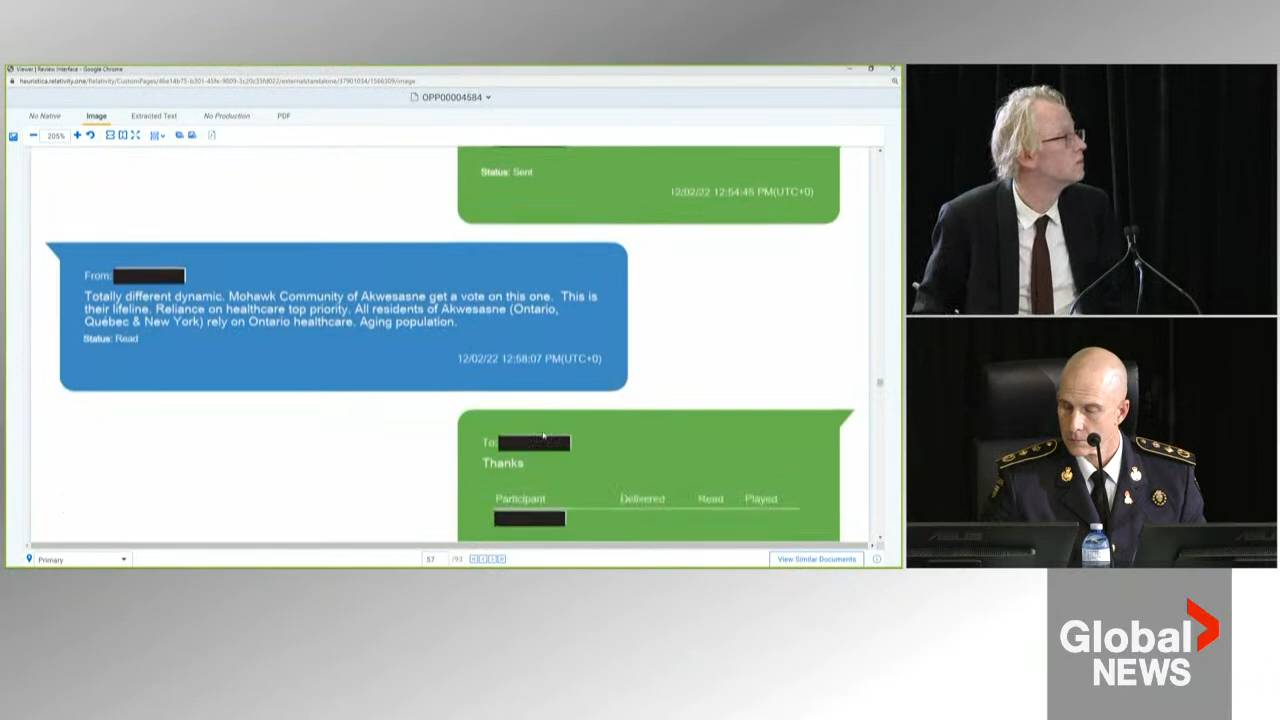 Viewer | Review Interface - Google Chrome
OPP00004584
No Native
Image
Extracted Text
No Production
PDF
205%
Status: Sent
12/02/22 12:54:45 PM(UTC+0)
From:
Totally different dynamic. Mohawk Community of Akwesasne get a vote on this one. This is
their lifeline. Reliance on healthcare top priority. All residents of Akwesasne (Ontario,
Québec & New York) rely on Ontario healthcare. Aging population.
Status: Read
12/02/22 12:58:07 PM(UTC+0)
To:
Thanks
Participant Delivered Read Played
Primary
57 /93
View Similar Documents
Global
NEWS